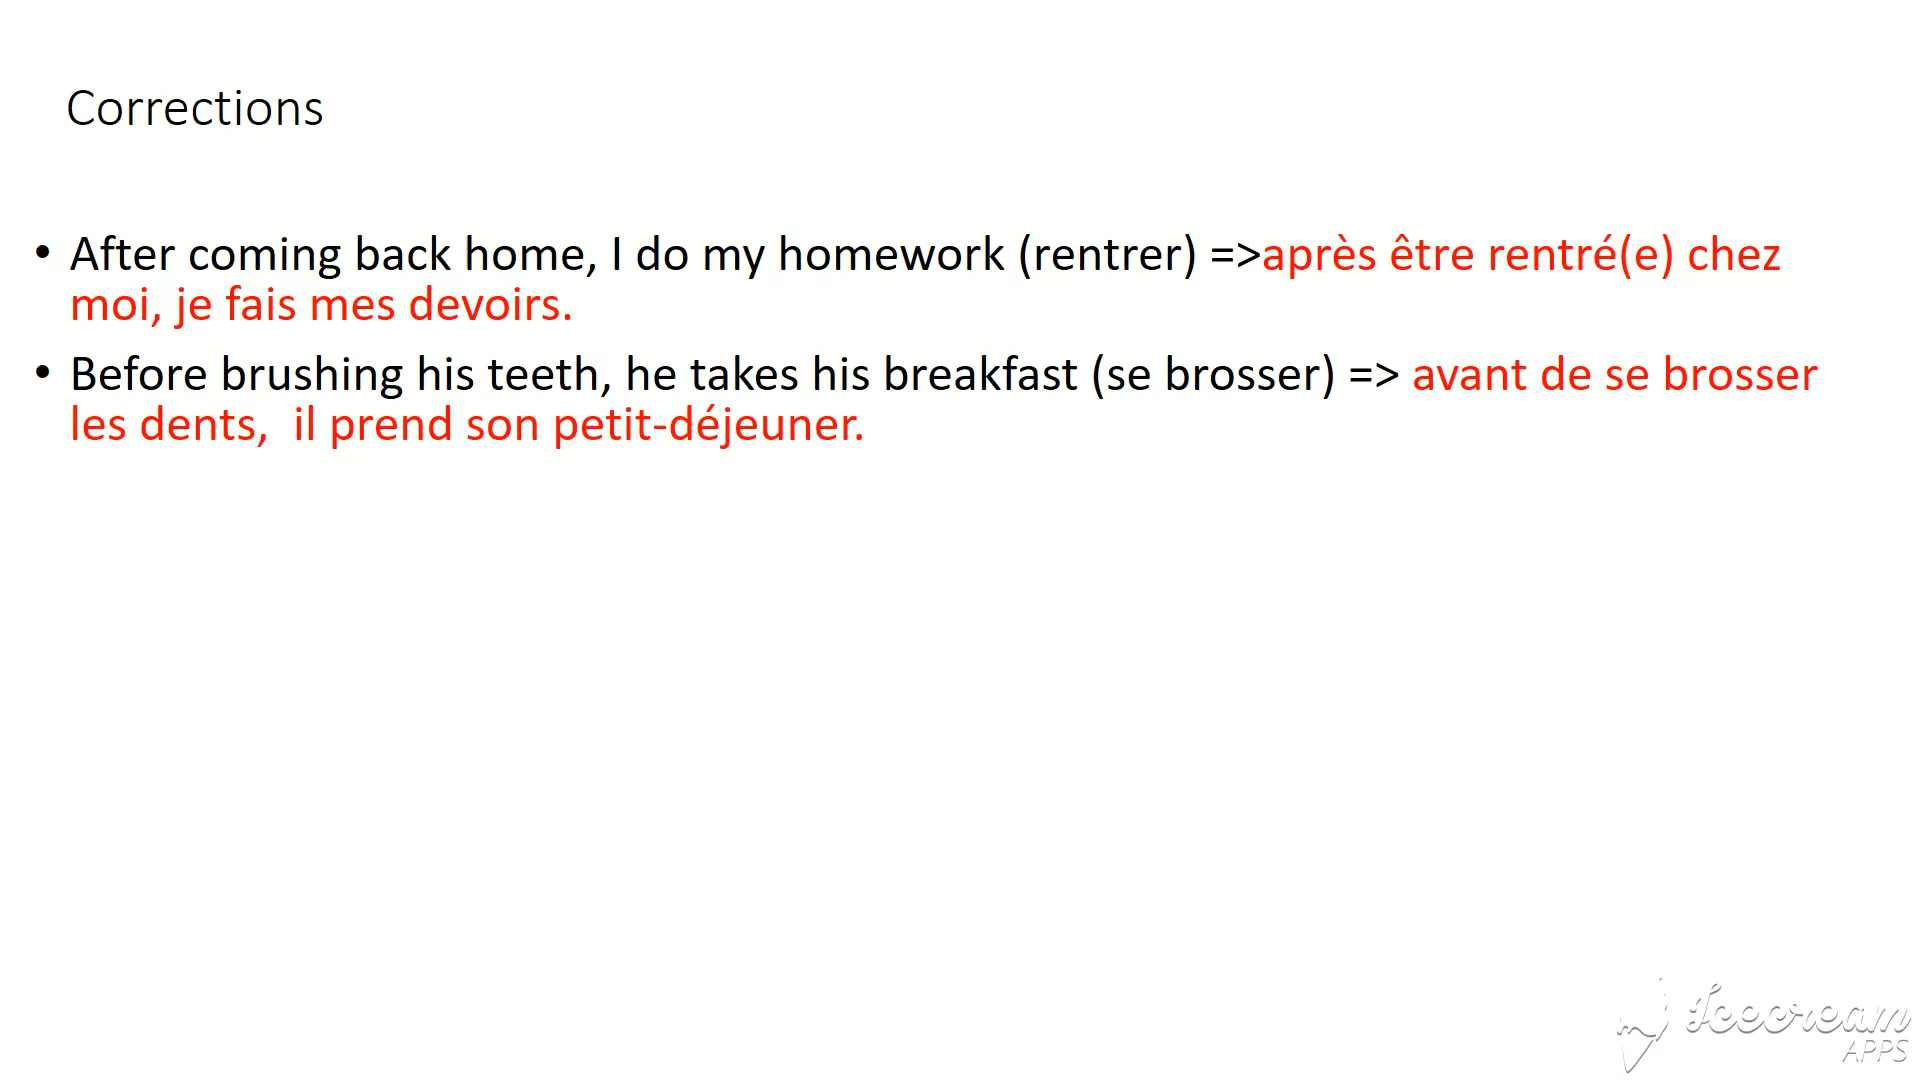 Corrections
• After coming back home, I do my homework (rentrer) =>après être rentré(e) chez
moi, je fais mes devoirs.
• Before brushing his teeth, he takes his breakfast (se brosser) => avant de se brosser
les dents,  il prend son petit-déjeuner.
Icecream
APPS